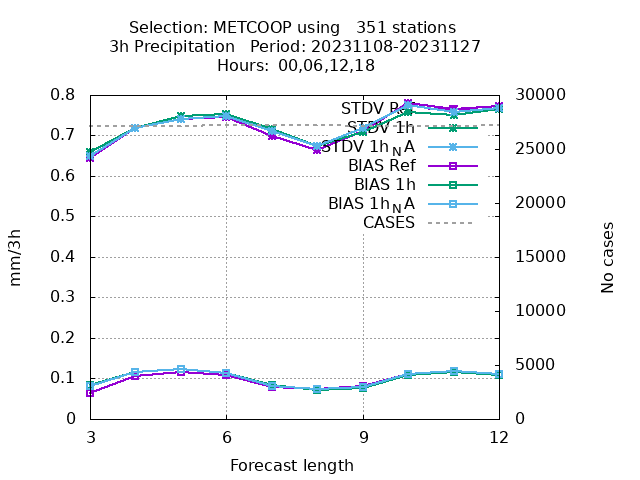 Selection: METCOOP using 351 stations
3h Precipitation Period: 20231108-20231127
Hours: 00,06,12,18
0.8
0.7
0.6
0.5
0.4
0.3
0.2
0.1
0
30000
25000
20000
15000
10000
5000
0
mm/3h
No cases
STDV Re
STDV 1h
STDV 1h_NA
BIAS Ref
BIAS 1h
BIAS 1h_NA
CASES
3 6 9 12
Forecast length